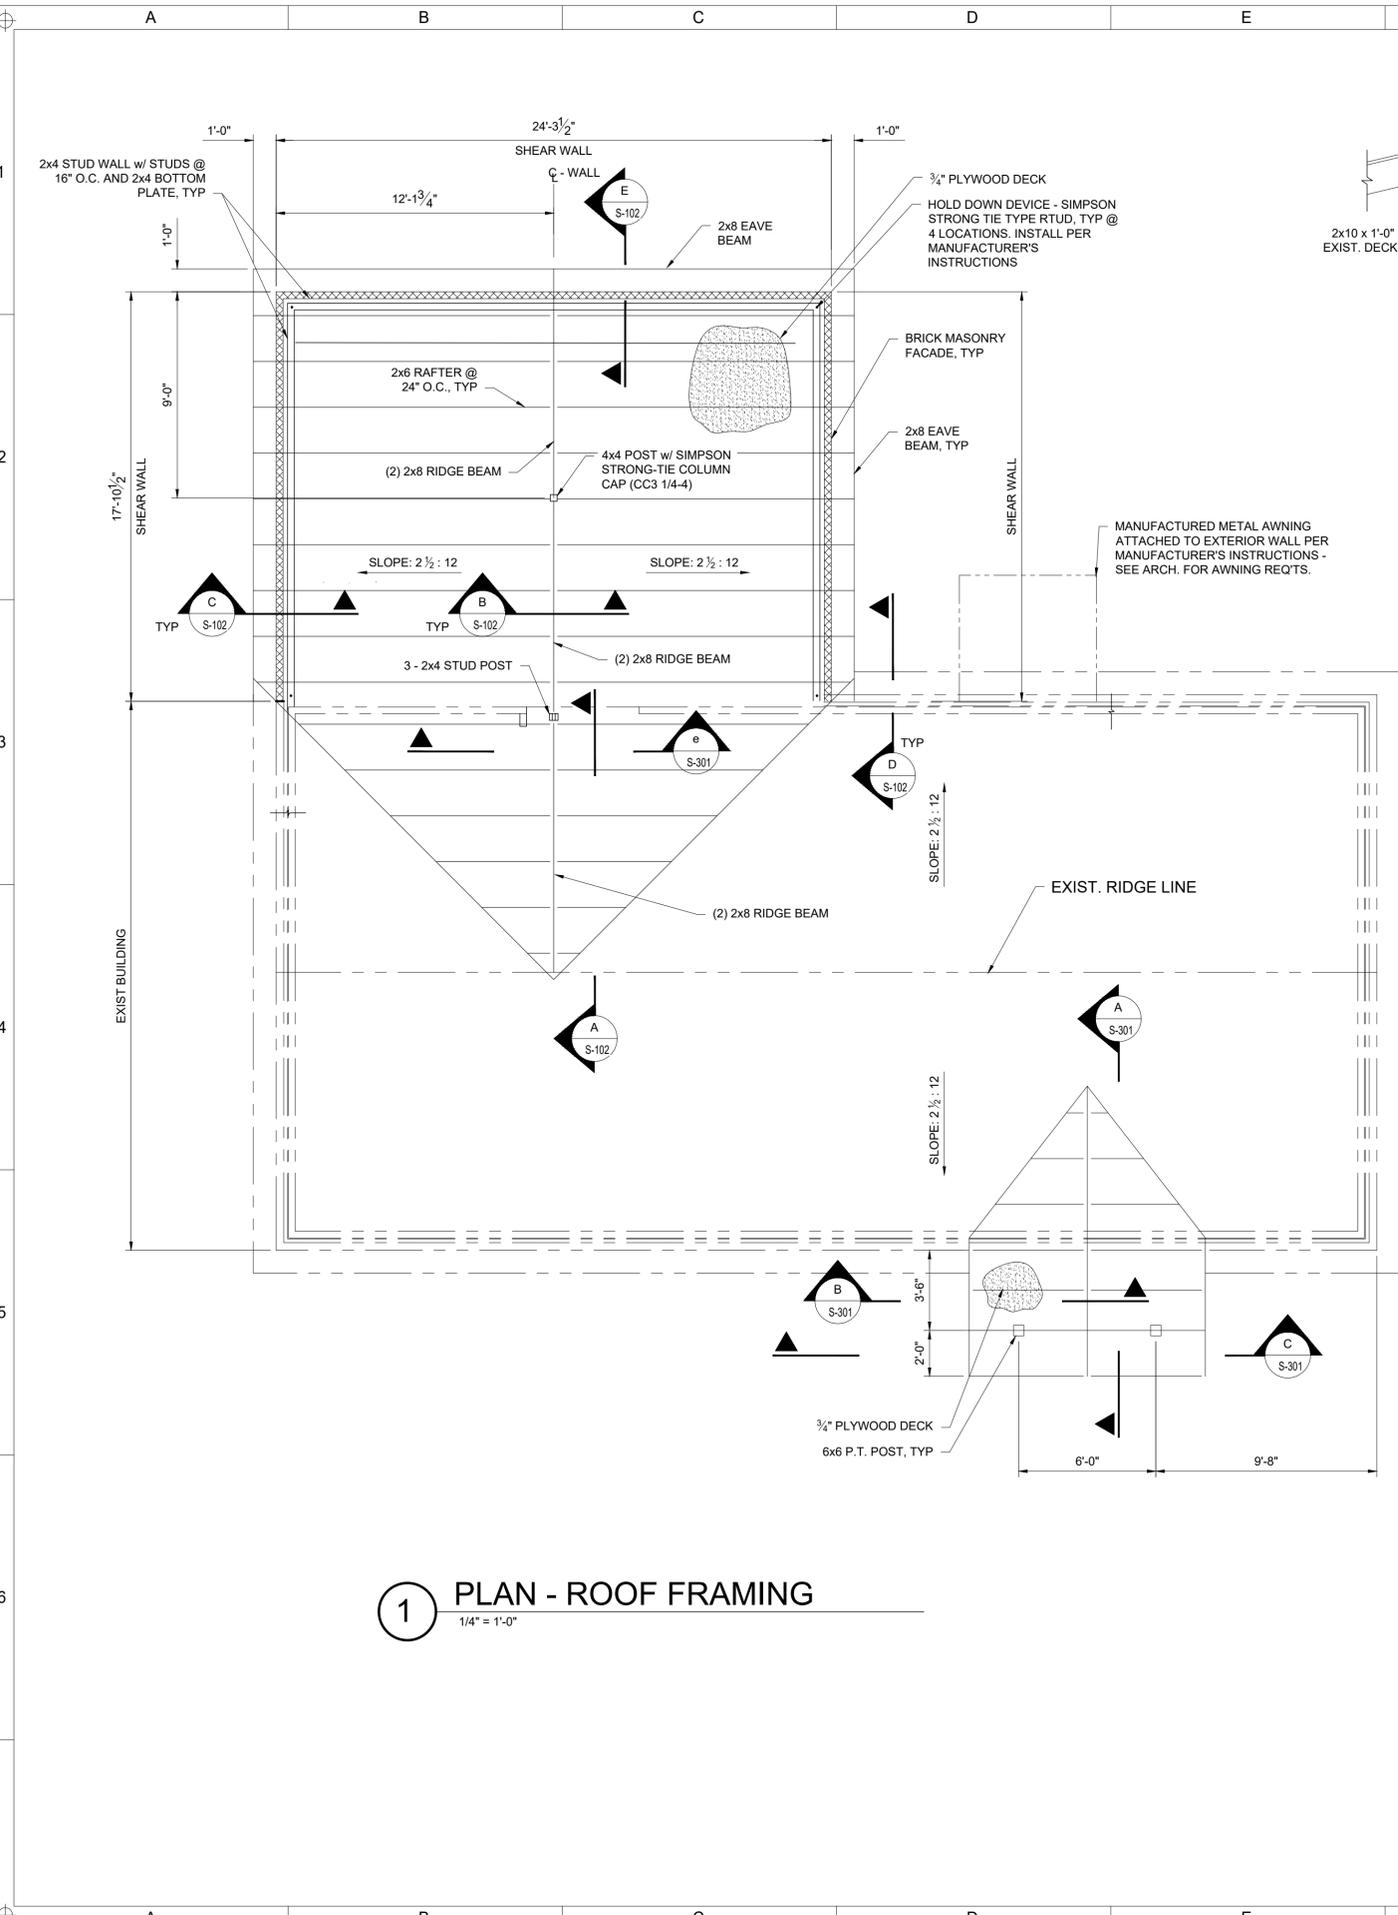 A
B
C
D
E
1
1'-0"
24'-3 1/2"
1'-0"
SHEAR WALL
2x4 STUD WALL w/ STUDS @
16" O.C. AND 2x4 BOTTOM
PLATE, TYP
C - WALL
L
12'-1 3/4"
E
S-102
3/4" PLYWOOD DECK
HOLD DOWN DEVICE - SIMPSON
STRONG TIE TYPE RTUD, TYP @
4 LOCATIONS. INSTALL PER
MANUFACTURER'S
INSTRUCTIONS
2x10 x 1'-0"
EXIST. DECK
1'-0"
2x8 EAVE
BEAM
9'-0"
2x6 RAFTER @
24" O.C., TYP
BRICK MASONRY
FACADE, TYP
2
(2) 2x8 RIDGE BEAM
4x4 POST w/ SIMPSON
STRONG-TIE COLUMN
CAP (CC3 1/4-4)
2x8 EAVE
BEAM, TYP
17'-10 1/2"
SHEAR WALL
SHEAR WALL
MANUFACTURED METAL AWNING
ATTACHED TO EXTERIOR WALL PER
MANUFACTURER'S INSTRUCTIONS -
SEE ARCH. FOR AWNING REQ'TS.
SLOPE: 2 1/2 : 12
SLOPE: 2 1/2 : 12
C
S-102
TYP
B
S-102
TYP
3 - 2x4 STUD POST
(2) 2x8 RIDGE BEAM
3
e
S-301
TYP
D
S-102
SLOPE: 2 1/2 : 12
EXIST. RIDGE LINE
(2) 2x8 RIDGE BEAM
EXIST BUILDING
4
A
S-102
A
S-301
SLOPE: 2 1/2 : 12
5
B
S-301
3'-6"
2'-0"
C
S-301
3/4" PLYWOOD DECK
6x6 P.T. POST, TYP
6'-0"
9'-8"
6
1
PLAN - ROOF FRAMING
1/4" = 1'-0"